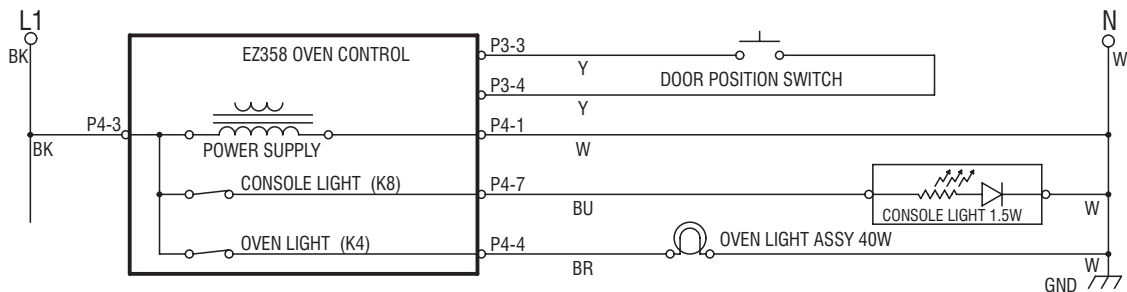 L1
N
BK
EZ358 OVEN CONTROL
P3-3
Y
DOOR POSITION SWITCH
W
P3-4
Y
P4-3
BK
POWER SUPPLY
P4-1
W
CONSOLE LIGHT (K8)
P4-7
BU
CONSOLE LIGHT 1.5W
W
OVEN LIGHT (K4)
P4-4
BR
OVEN LIGHT ASSY 40W
W
GND